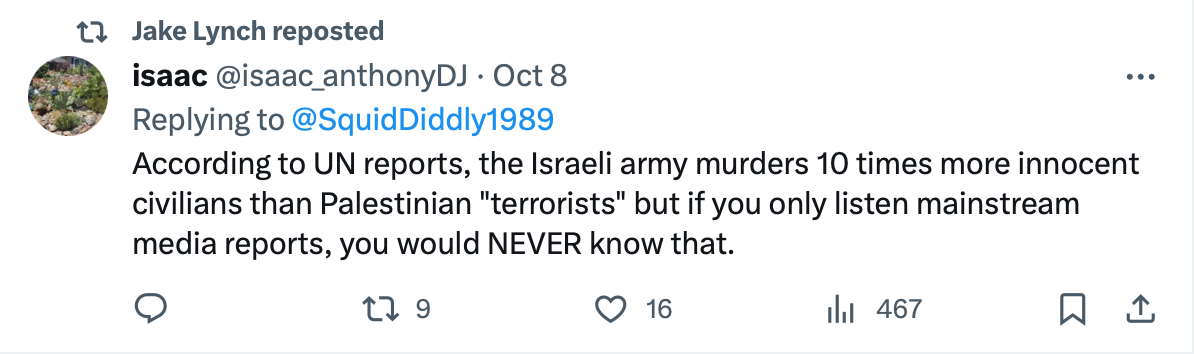 Jake Lynch reposted
isaac @isaac_anthonyDJ · Oct 8
Replying to @SquidDiddly1989
According to UN reports, the Israeli army murders 10 times more innocent
civilians than Palestinian "terrorists" but if you only listen mainstream
media reports, you would NEVER know that.
9 16 467